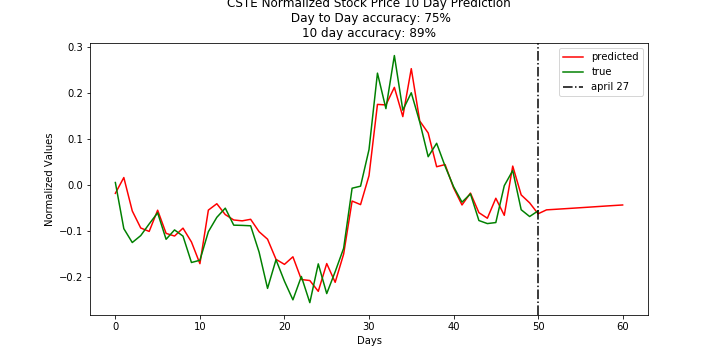 CSTE Normalized Stock Price 10 Day Prediction
Day to Day accuracy: 75%
10 day accuracy: 89%
predicted
true
april 27
Normalized Values
0.3
0.2
0.1
0.0
−0.1
−0.2
0 10 20 30 40 50 60
Days